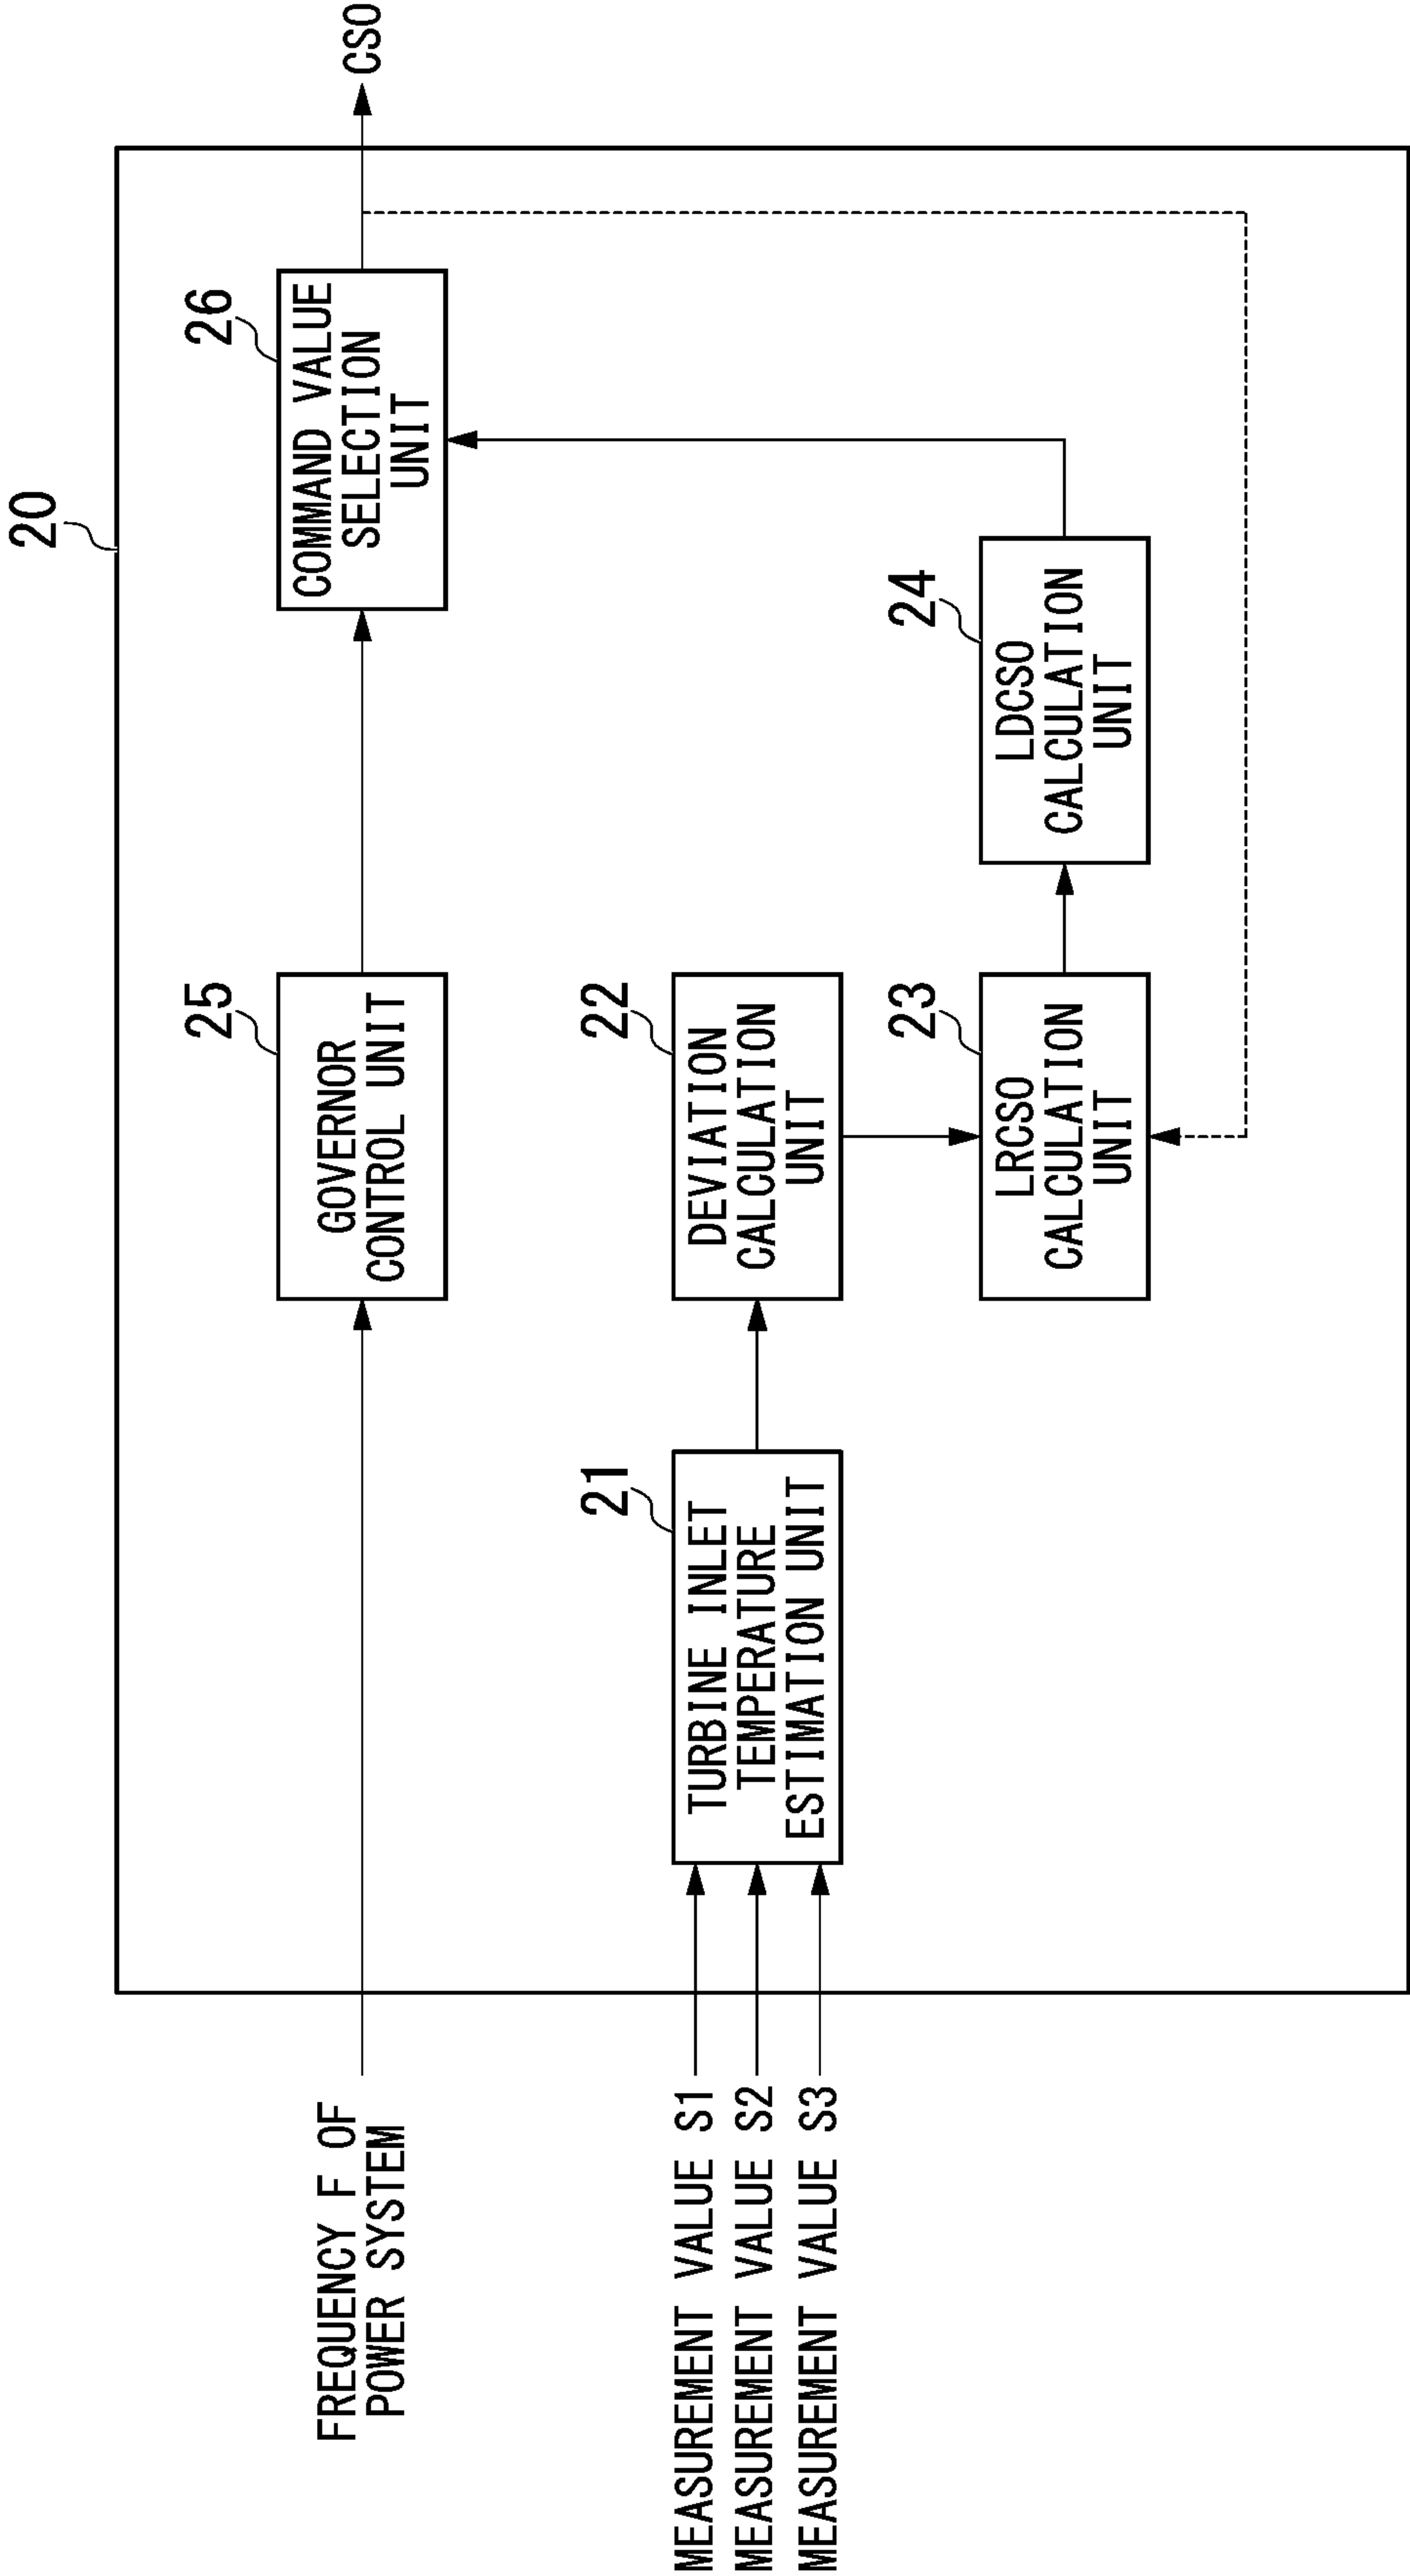 20
FREQUENCY F OF
POWER SYSTEM
25
GOVERNOR
CONTROL UNIT
26
COMMAND VALUE
SELECTION
UNIT
CSO
MEASUREMENT VALUE S1
MEASUREMENT VALUE S2
MEASUREMENT VALUE S3
21
TURBINE INLET
TEMPERATURE
ESTIMATION UNIT
22
DEVIATION
CALCULATION
UNIT
23
LRCSO
CALCULATION
UNIT
24
LDCSO
CALCULATION
UNIT